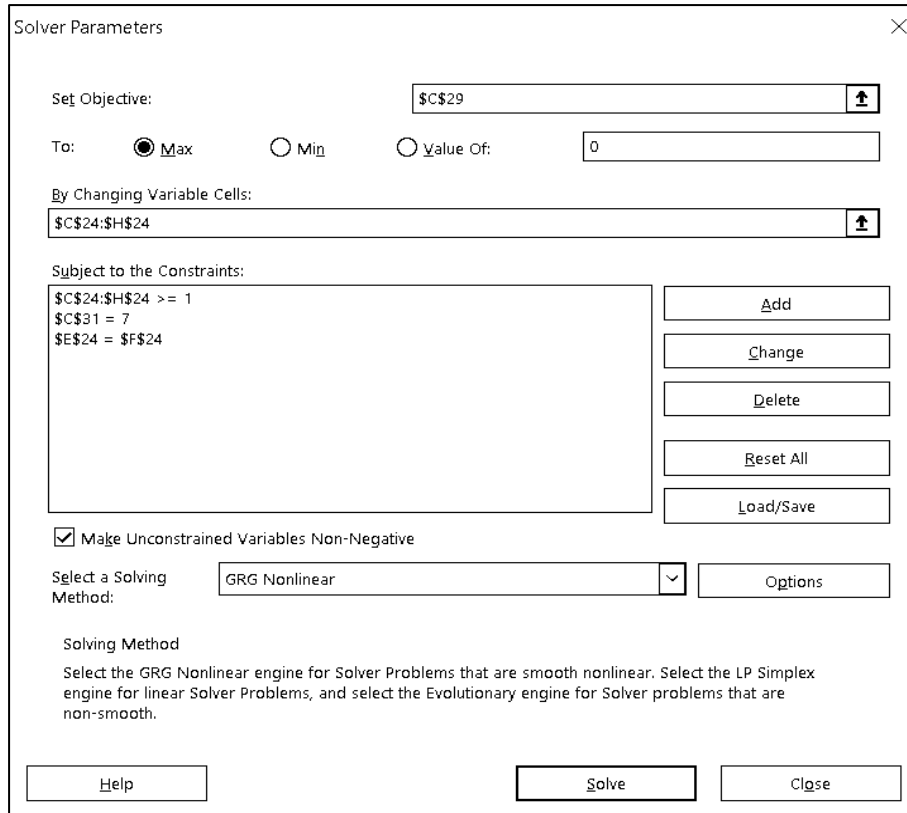 Solver Parameters
Set Objective:
$C$29
To:
Max
Min
Value Of:
0
By Changing Variable Cells:
$C$24:$H$24
Subject to the Constraints:
$C$24:$H$24 >= 1
$C$31 = 7
$E$24 = $F$24
Add
Change
Delete
Reset All
Load/Save
Make Unconstrained Variables Non-Negative
Select a Solving
Method:
GRG Nonlinear
Options
Solving Method
Select the GRG Nonlinear engine for Solver Problems that are smooth nonlinear. Select the LP Simplex
engine for linear Solver Problems, and select the Evolutionary engine for Solver problems that are
non-smooth.
Help
Solve
Close